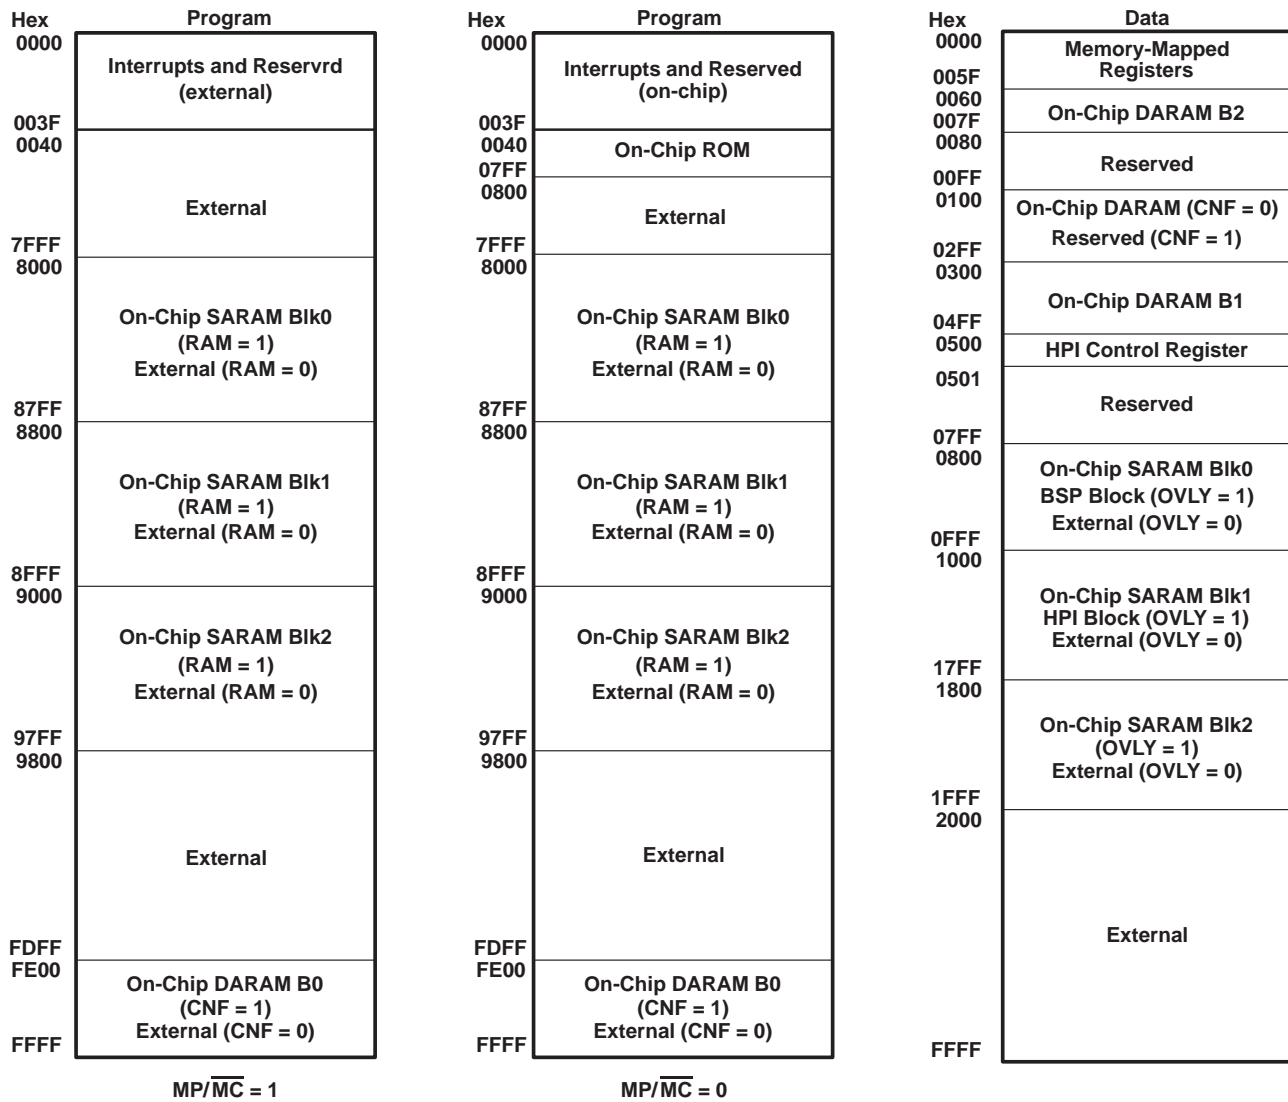 Hex
Program
0000
Interrupts and Reservrd
(external)
003F
0040
External
7FFF
8000
On-Chip SARAM Blk0
(RAM = 1)
External (RAM = 0)
87FF
8800
On-Chip SARAM Blk1
(RAM = 1)
External (RAM = 0)
8FFF
9000
On-Chip SARAM Blk2
(RAM = 1)
External (RAM = 0)
97FF
9800
External
FDFF
FE00
On-Chip DARAM B0
(CNF = 1)
External (CNF = 0)
FFFF
MP/M̅C̅ = 1
Hex
Program
0000
Interrupts and Reserved
(on-chip)
003F
0040
On-Chip ROM
07FF
0800
External
7FFF
8000
On-Chip SARAM Blk0
(RAM = 1)
External (RAM = 0)
87FF
8800
On-Chip SARAM Blk1
(RAM = 1)
External (RAM = 0)
8FFF
9000
On-Chip SARAM Blk2
(RAM = 1)
External (RAM = 0)
97FF
9800
External
FDFF
FE00
On-Chip DARAM B0
(CNF = 1)
External (CNF = 0)
FFFF
MP/M̅C̅ = 0
Hex
Data
0000
Memory-Mapped
Registers
005F
0060
On-Chip DARAM B2
007F
0080
Reserved
00FF
0100
On-Chip DARAM (CNF = 0)
Reserved (CNF = 1)
02FF
0300
On-Chip DARAM B1
04FF
0500
HPI Control Register
0501
Reserved
07FF
0800
On-Chip SARAM Blk0
BSP Block (OVLY = 1)
External (OVLY = 0)
0FFF
1000
On-Chip SARAM Blk1
HPI Block (OVLY = 1)
External (OVLY = 0)
17FF
1800
On-Chip SARAM Blk2
(OVLY = 1)
External (OVLY = 0)
1FFF
2000
External
FFFF